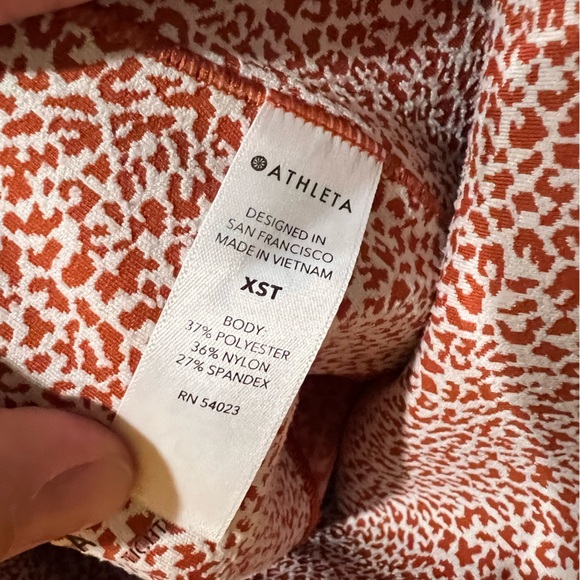 ATHLETA
DESIGNED IN
SAN FRANCISCO
MADE IN VIETNAM
XST
BODY:
37% POLYESTER
36% NYLON
27% SPANDEX
RN 54023